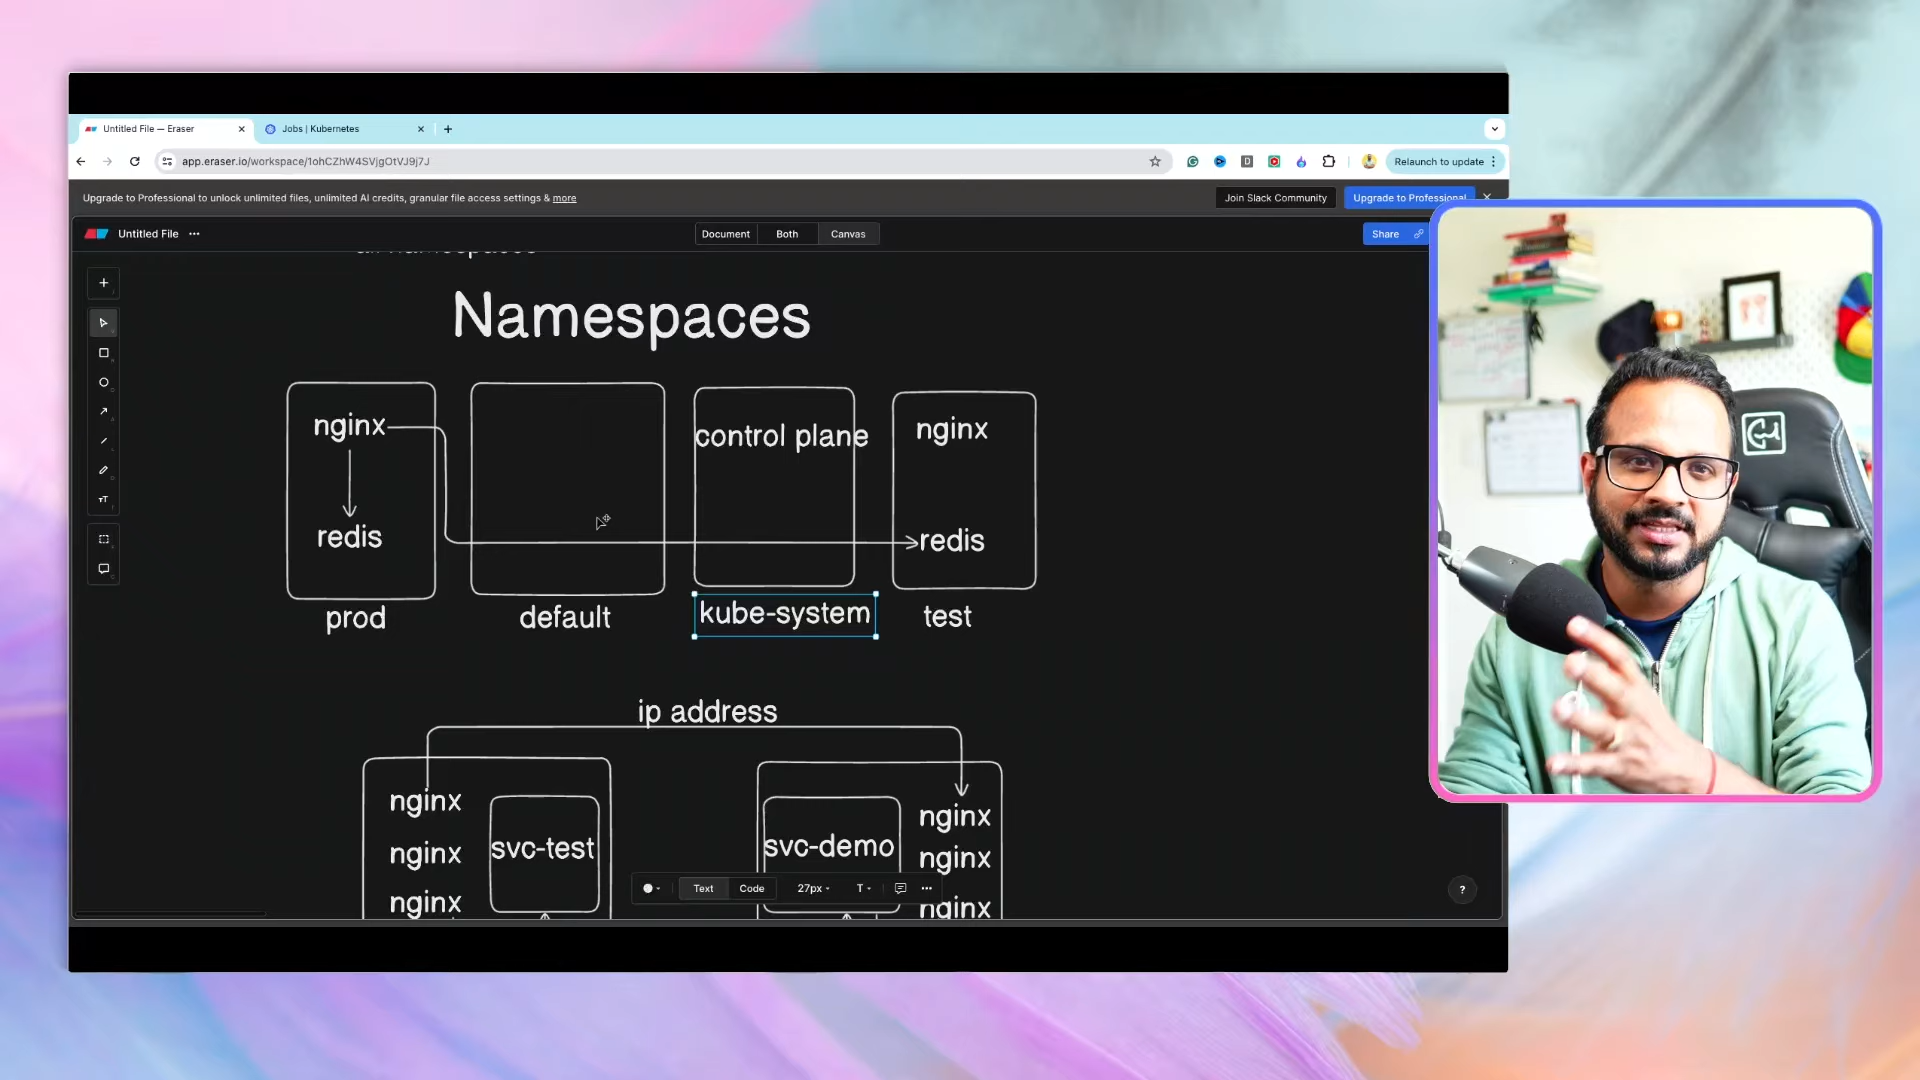 Untitled File — Eraser
Jobs | Kubernetes
app.eraser.io/workspace/1ohCZhW4SVjgOtVJ9j7J
Relaunch to update
Upgrade to Professional to unlock unlimited files, unlimited AI credits, granular file access settings & more
Join Slack Community
Upgrade to Professional
Untitled File
Document
Both
Canvas
Share
Namespaces
nginx
redis
prod
default
control plane
kube-system
nginx
redis
test
ip address
nginx
nginx
nginx
svc-test
svc-demo
nginx
nginx
nginx
Text
Code
27px
T
?